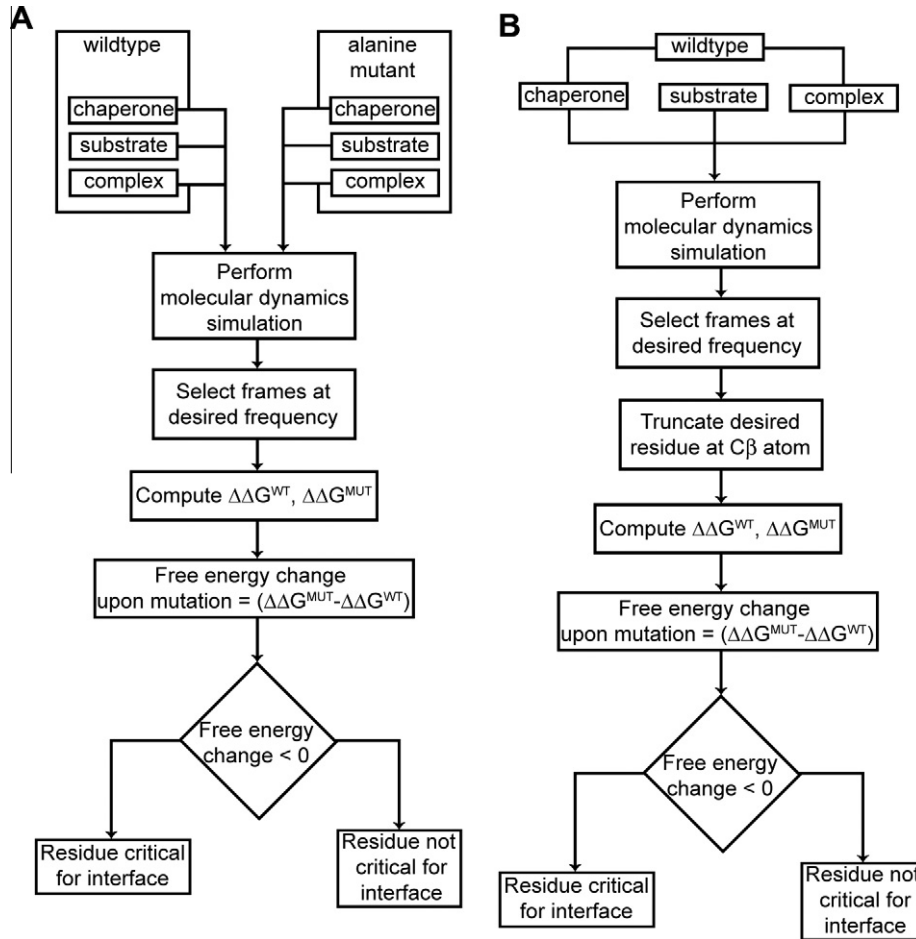 A
wildtype
chaperone
substrate
complex
alanine
mutant
chaperone
substrate
complex
Perform
molecular dynamics
simulation
Select frames at
desired frequency
Compute ΔΔG^WT, ΔΔG^MUT
Free energy change
upon mutation = (ΔΔG^MUT-ΔΔG^WT)
Free energy
change < 0
Residue critical
for interface
Residue not
critical for
interface
B
wildtype
chaperone
substrate
complex
Perform
molecular dynamics
simulation
Select frames at
desired frequency
Truncate desired
residue at Cβ atom
Compute ΔΔG^WT, ΔΔG^MUT
Free energy change
upon mutation = (ΔΔG^MUT-ΔΔG^WT)
Free energy
change < 0
Residue critical
for interface
Residue not
critical for
interface